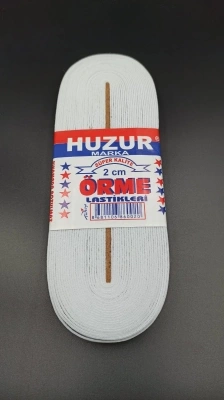 HUZUR
MARKA
SÜPER KALİTE
2 cm
ÖRME
LASTİKLERİ